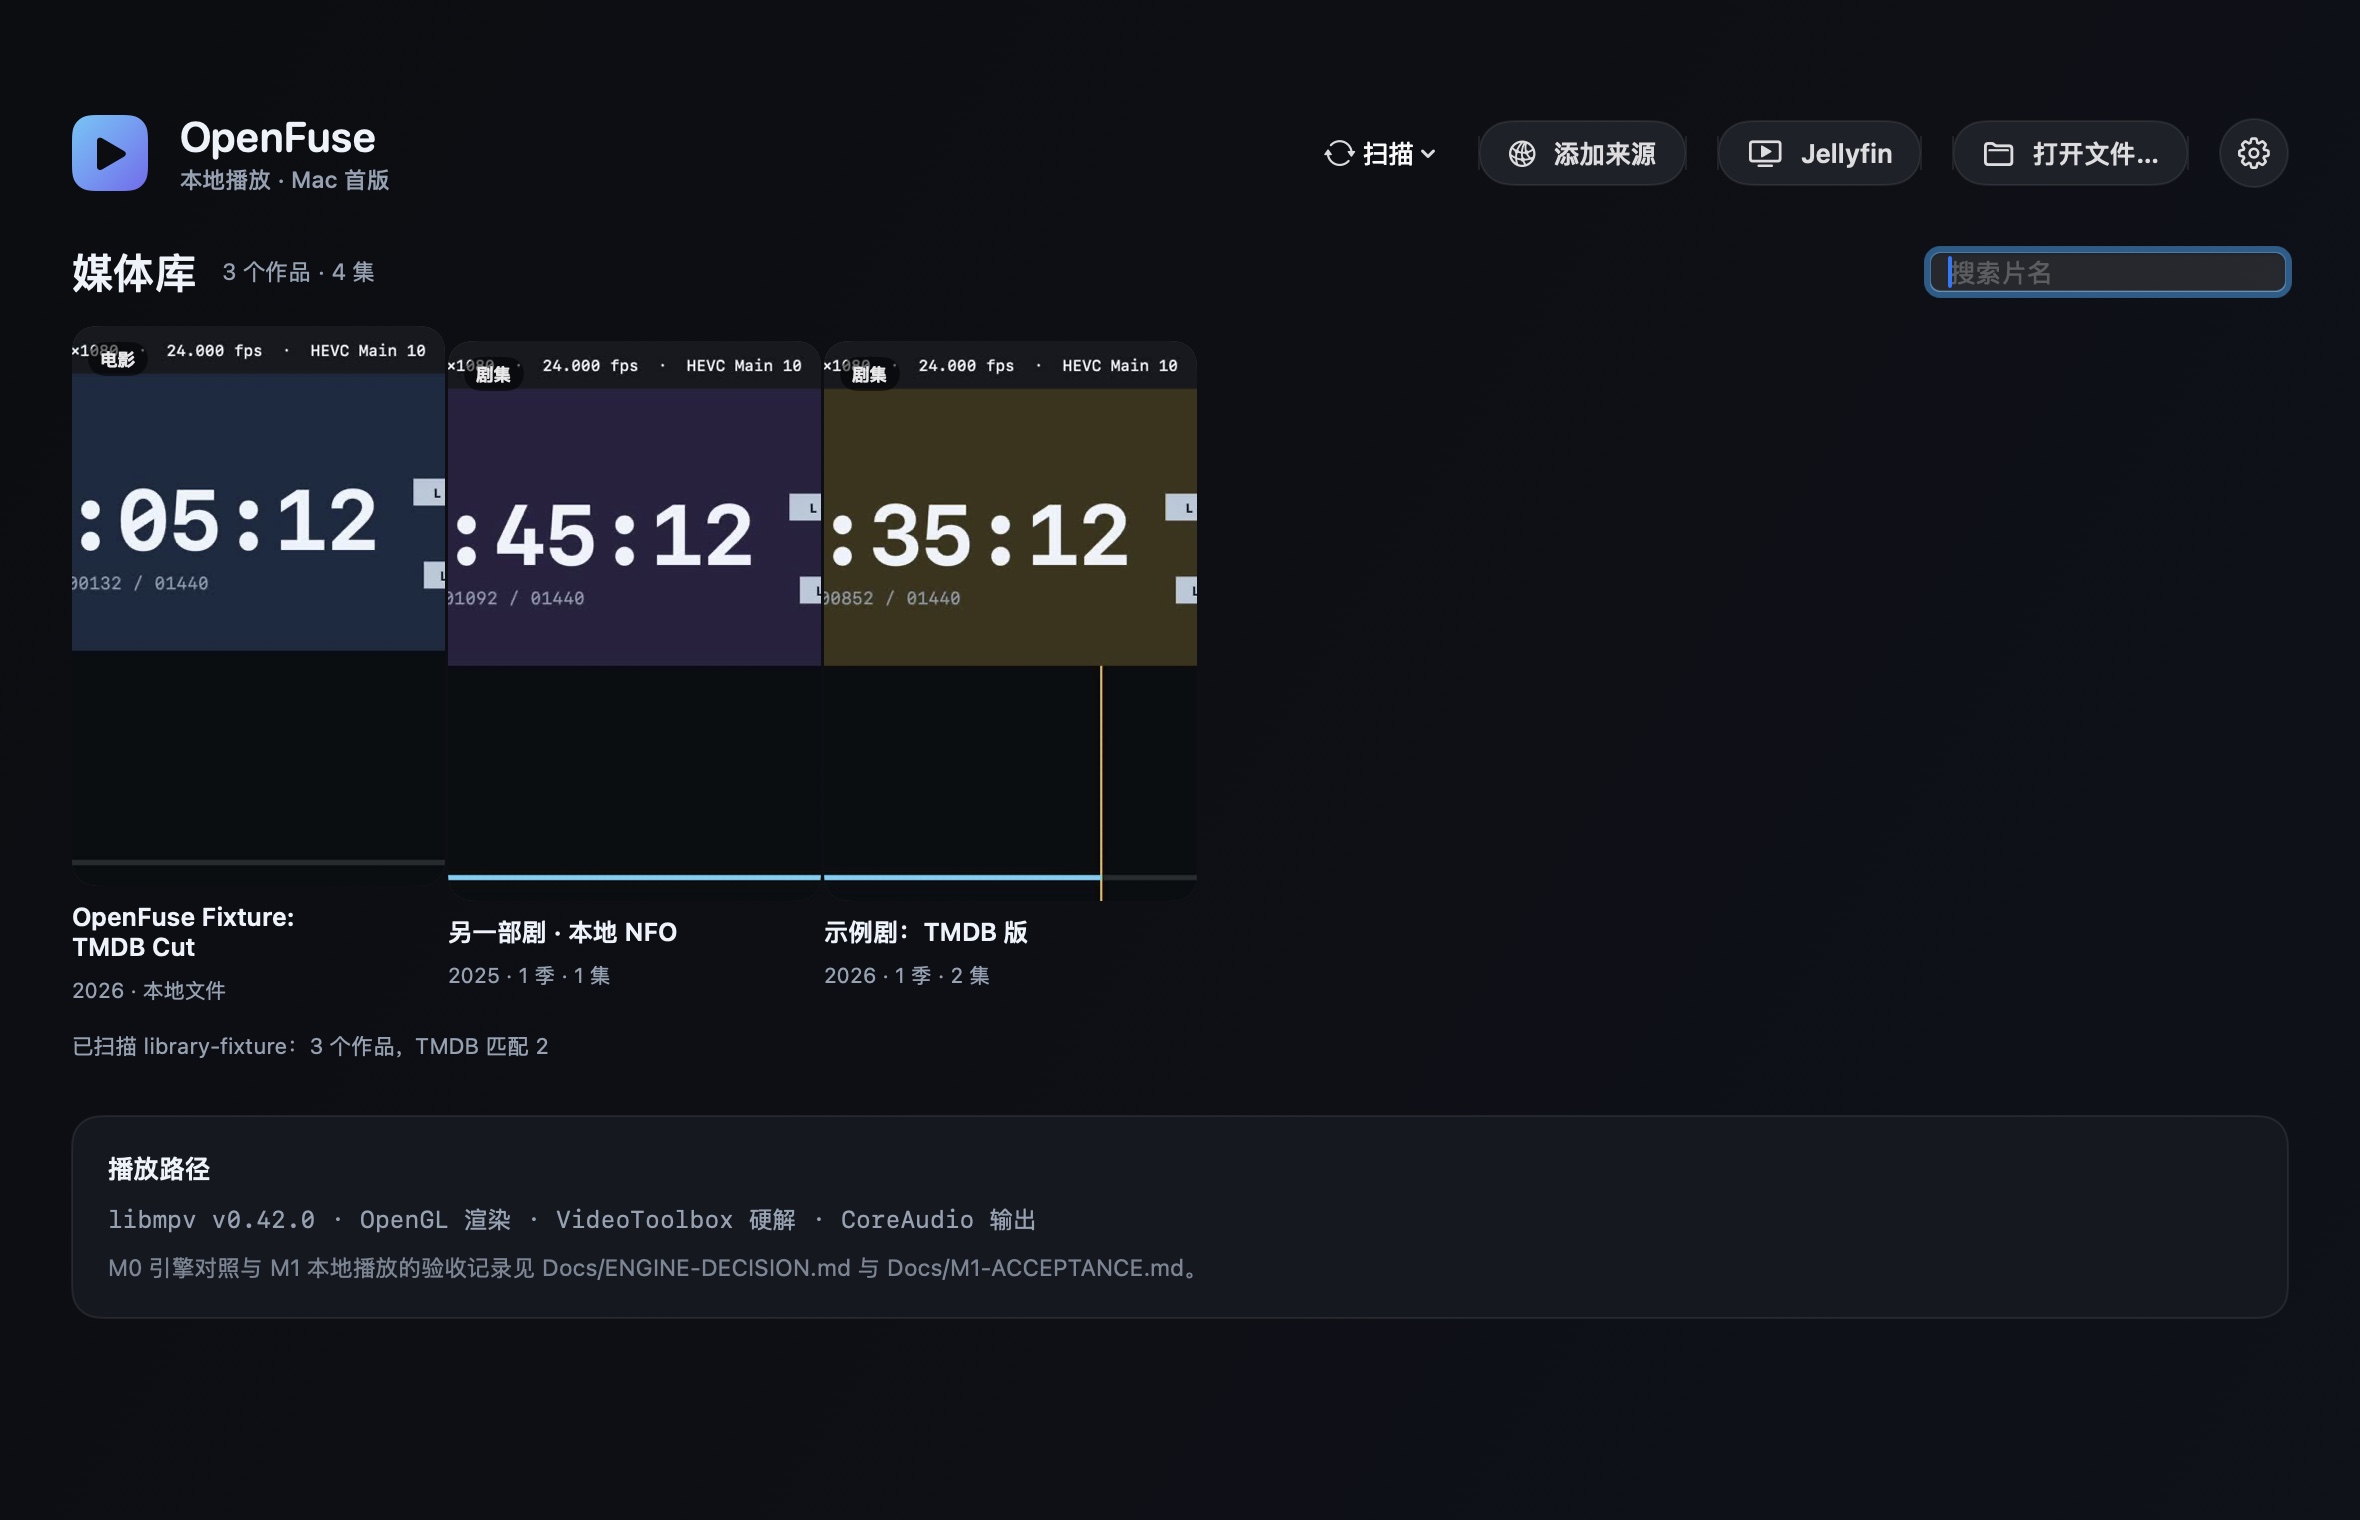 OpenFuse
本地播放 · Mac 首版
扫描
添加来源
Jellyfin
打开文件...
媒体库
3 个作品 · 4 集
搜索片名
电影
24.000 fps · HEVC Main 10
:05:12
L
L
00132 / 01440
剧集
24.000 fps · HEVC Main 10
:45:12
L
L
01092 / 01440
剧集
24.000 fps · HEVC Main 10
:35:12
L
L
00852 / 01440
OpenFuse Fixture:
TMDB Cut
2026 · 本地文件
另一部剧 · 本地 NFO
2025 · 1 季 · 1 集
示例剧：TMDB 版
2026 · 1 季 · 2 集
已扫描 library-fixture：3 个作品，TMDB 匹配 2
播放路径
libmpv v0.42.0 · OpenGL 渲染 · VideoToolbox 硬解 · CoreAudio 输出
M0 引擎对照与 M1 本地播放的验收记录见 Docs/ENGINE-DECISION.md 与 Docs/M1-ACCEPTANCE.md。